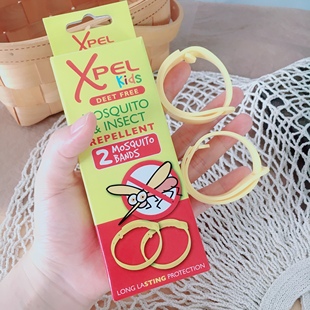 XPEL
XPEL
Kids
DEET FREE
MOSQUITO
& INSECT
REPELLENT
2 MOSQUITO
BANDS
LONG LASTING PROTECTION